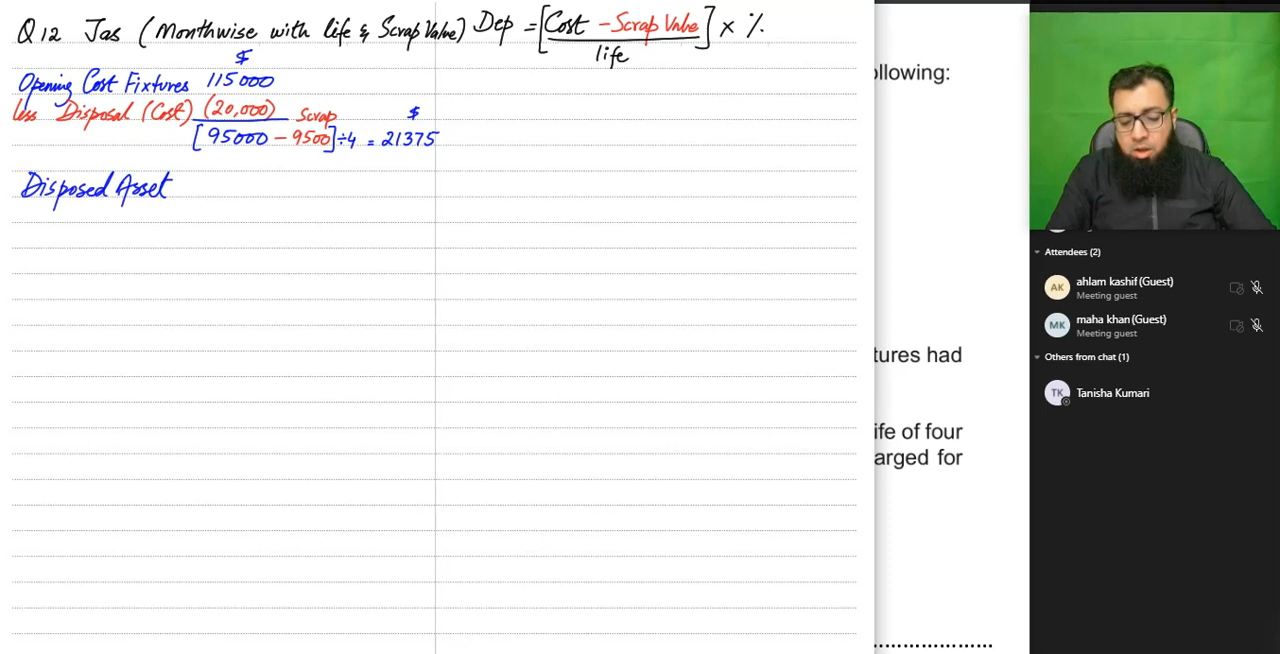 Q12 Jas (Monthwise with life & Scrap Value) Dep = [Cost - Scrap Value / life] x %.
$
Opening Cost Fixtures 115000
less Disposal (Cost) (20,000) Scrap $
[95000 - 9500] ÷4 = 21375
Disposed Asset
ollowing:
tures had
ife of four
arged for
Attendees (2)
AK ahlam kashif (Guest)
Meeting guest
MK maha khan (Guest)
Meeting guest
Others from chat (1)
TK Tanisha Kumari